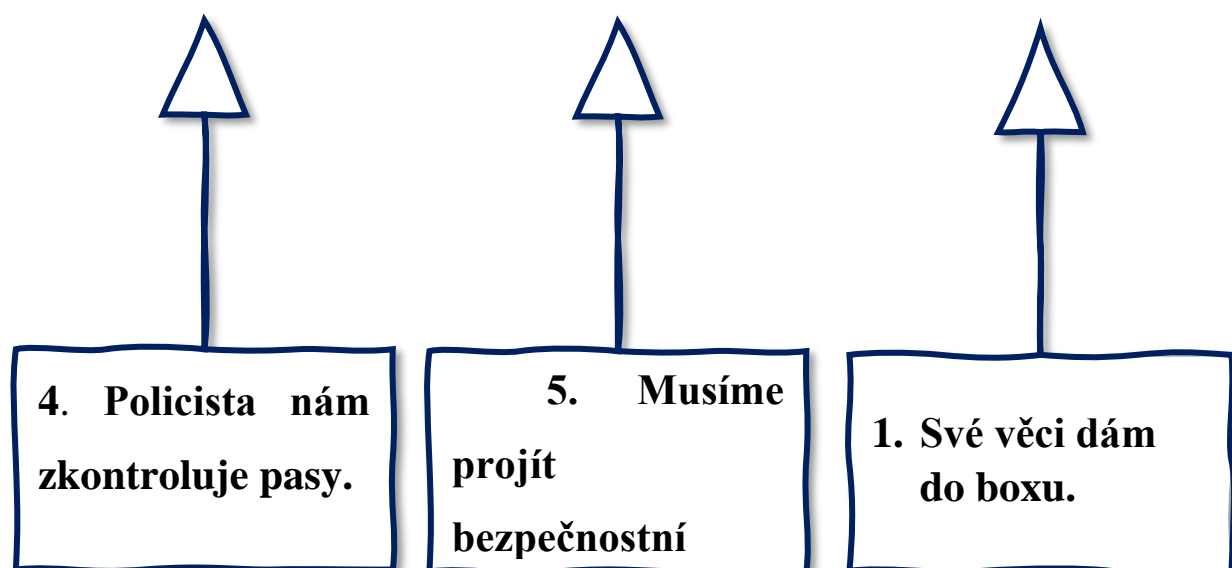 4. Policista nám
zkontroluje pasy.
5. Musíme
projít
bezpečnostní
1. Své věci dám
do boxu.